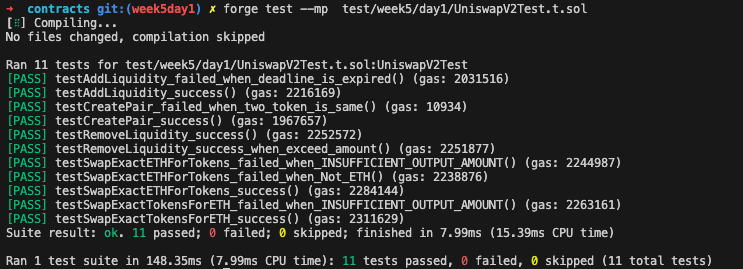 → contracts git:(week5day1) ✗ forge test --mp  test/week5/day1/UniswapV2Test.t.sol
[⠿] Compiling...
No files changed, compilation skipped
Ran 11 tests for test/week5/day1/UniswapV2Test.t.sol:UniswapV2Test
[PASS] testAddLiquidity_failed_when_deadline_is_expired() (gas: 2031516)
[PASS] testAddLiquidity_success() (gas: 2216169)
[PASS] testCreatePair_failed_when_two_token_is_same() (gas: 10934)
[PASS] testCreatePair_success() (gas: 1967657)
[PASS] testRemoveLiquidity_success() (gas: 2252572)
[PASS] testRemoveLiquidity_success_when_exceed_amount() (gas: 2251877)
[PASS] testSwapExactETHForTokens_failed_when_INSUFFICIENT_OUTPUT_AMOUNT() (gas: 2244987)
[PASS] testSwapExactETHForTokens_failed_when_Not_ETH() (gas: 2238876)
[PASS] testSwapExactETHForTokens_success() (gas: 2284144)
[PASS] testSwapExactTokensForETH_failed_when_INSUFFICIENT_OUTPUT_AMOUNT() (gas: 2263161)
[PASS] testSwapExactTokensForETH_success() (gas: 2311629)
Suite result: ok. 11 passed; 0 failed; 0 skipped; finished in 7.99ms (15.39ms CPU time)
Ran 1 test suite in 148.35ms (7.99ms CPU time): 11 tests passed, 0 failed, 0 skipped (11 total tests)